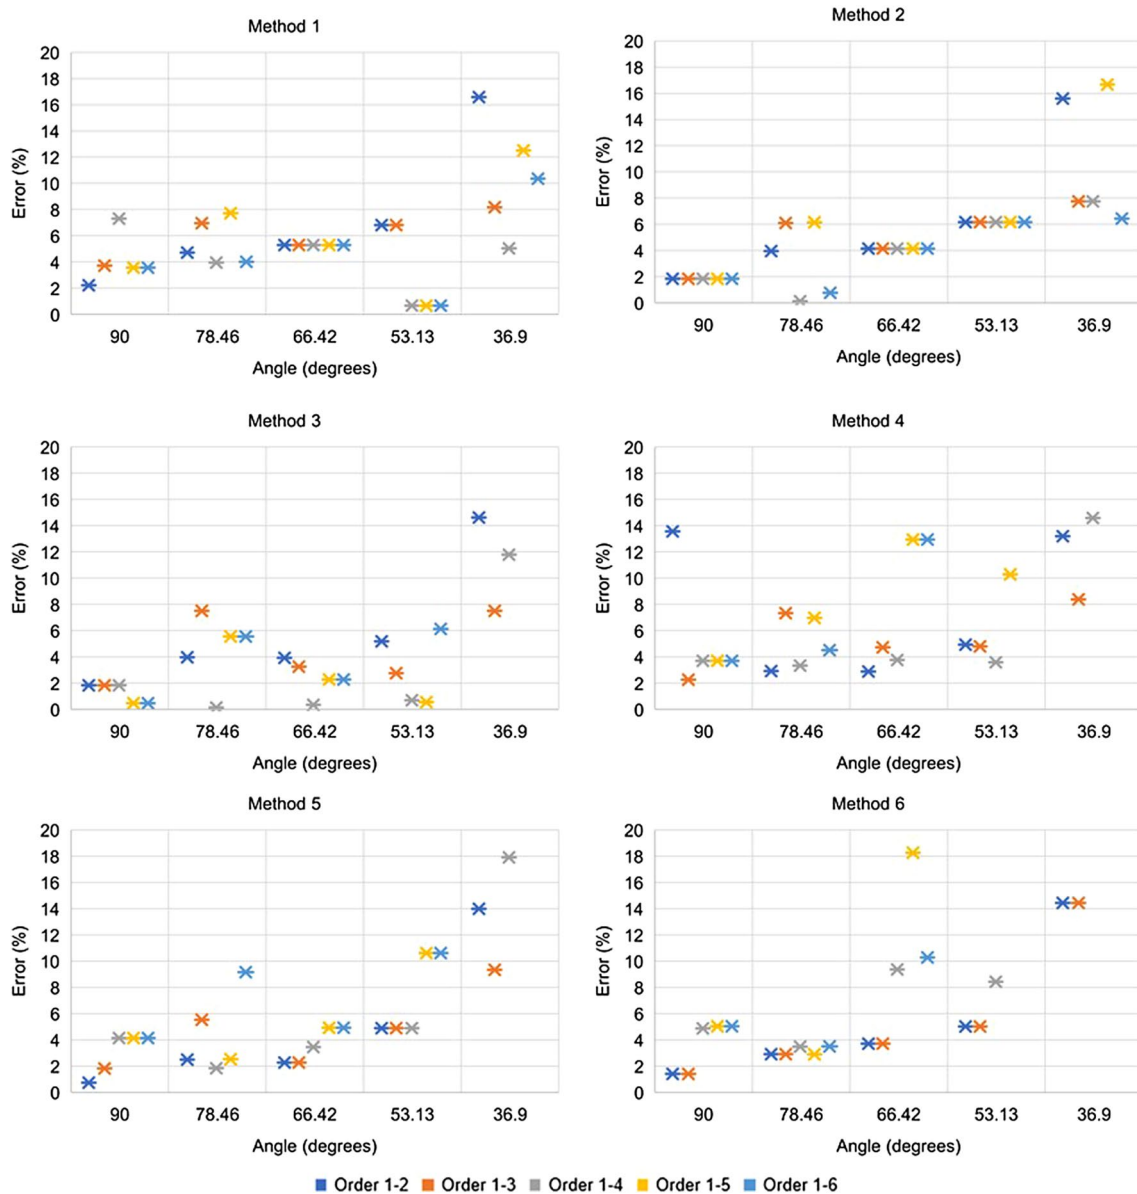 Method 1
20
18
16
14
12
10
8
6
4
2
0
Error (%)
90 78.46 66.42 53.13 36.9
Angle (degrees)
Method 2
20
18
16
14
12
10
8
6
4
2
0
Error (%)
90 78.46 66.42 53.13 36.9
Angle (degrees)
Method 3
20
18
16
14
12
10
8
6
4
2
0
Error (%)
90 78.46 66.42 53.13 36.9
Angle (degrees)
Method 4
20
18
16
14
12
10
8
6
4
2
0
Error (%)
90 78.46 66.42 53.13 36.9
Angle (degrees)
Method 5
20
18
16
14
12
10
8
6
4
2
0
Error (%)
90 78.46 66.42 53.13 36.9
Angle (degrees)
Method 6
20
18
16
14
12
10
8
6
4
2
0
Error (%)
90 78.46 66.42 53.13 36.9
Angle (degrees)
Order 1-2 Order 1-3 Order 1-4 Order 1-5 Order 1-6